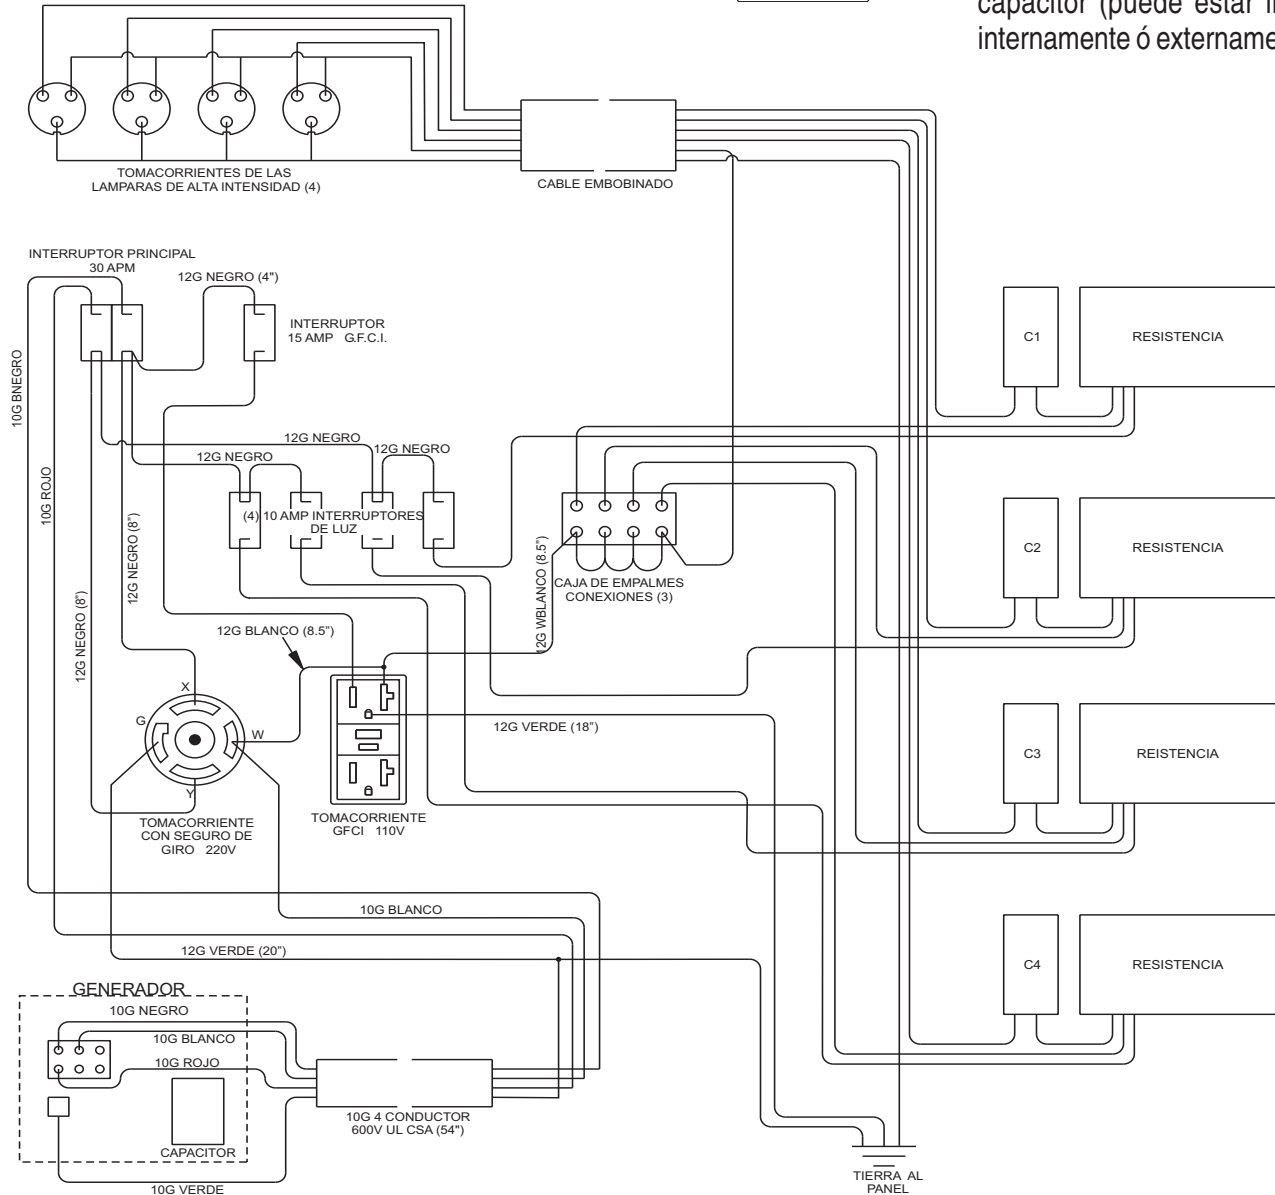 capacitor (puede estar
internamente ó extername
TOMACORRIENTES DE LAS
LAMPARAS DE ALTA INTENSIDAD (4)
CABLE EMBOBINADO
INTERRUPTOR PRINCIPAL
30 APM
12G NEGRO (4")
INTERRUPTOR
15 AMP G.F.C.I.
10G BNEGRO
10G ROJO
12G NEGRO
12G NEGRO
12G NEGRO
(4) 10 AMP INTERRUPTORES
DE LUZ
12G NEGRO (8")
12G NEGRO (8")
12G WBLANCO (8.5")
CAJA DE EMPALMES
CONEXIONES (3)
12G BLANCO (8.5")
X
G
W
Y
12G VERDE (18")
TOMACORRIENTE
CON SEGURO DE
GIRO 220V
TOMACORRIENTE
GFCI 110V
C1
RESISTENCIA
C2
RESISTENCIA
C3
REISTENCIA
C4
RESISTENCIA
10G BLANCO
12G VERDE (20")
GENERADOR
10G NEGRO
10G BLANCO
10G ROJO
CAPACITOR
10G VERDE
10G 4 CONDUCTOR
600V UL CSA (54")
TIERRA AL
PANEL